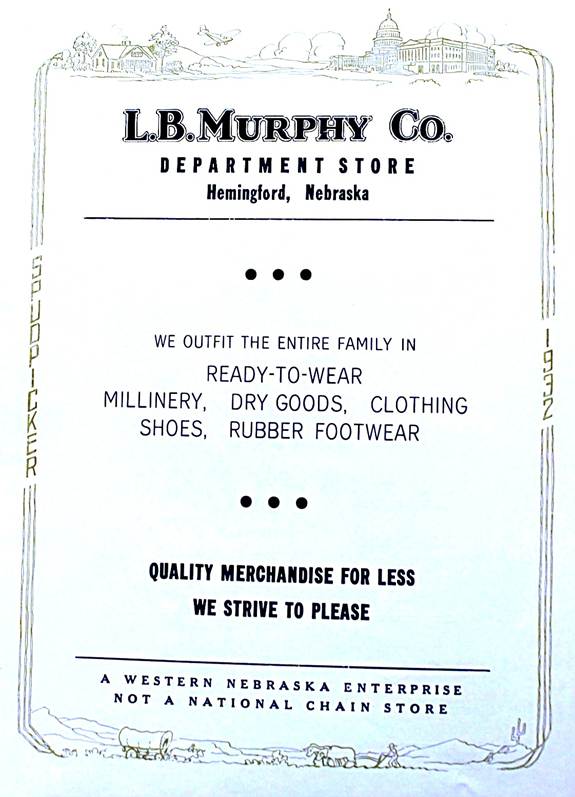 L.B. MURPHY CO.
DEPARTMENT STORE
Hemingford, Nebraska
SPUDPICKER
1932
WE OUTFIT THE ENTIRE FAMILY IN
READY-TO-WEAR
MILLINERY, DRY GOODS, CLOTHING
SHOES, RUBBER FOOTWEAR
QUALITY MERCHANDISE FOR LESS
WE STRIVE TO PLEASE
A WESTERN NEBRASKA ENTERPRISE
NOT A NATIONAL CHAIN STORE